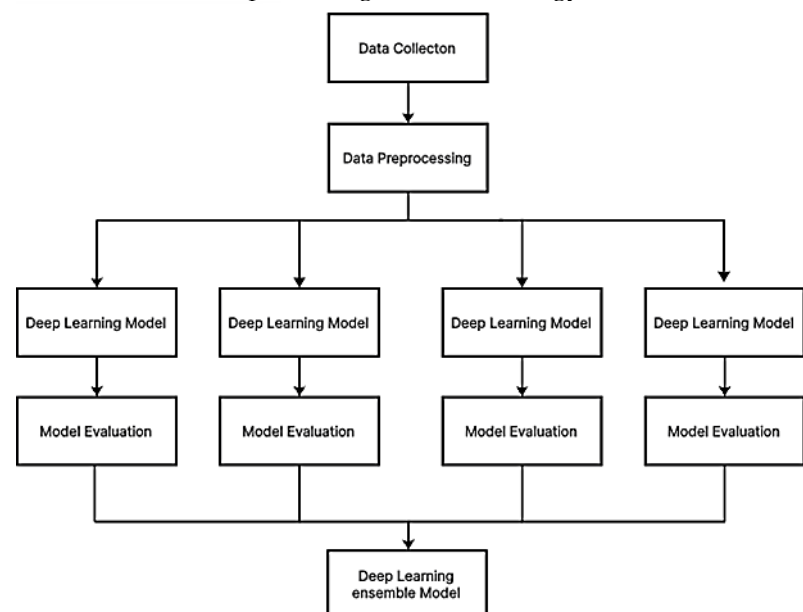 Data Collecton
Data Preprocessing
Deep Learning Model
Deep Learning Model
Deep Learning Model
Deep Learning Model
Model Evaluation
Model Evaluation
Model Evaluation
Model Evaluation
Deep Learning
ensemble Model